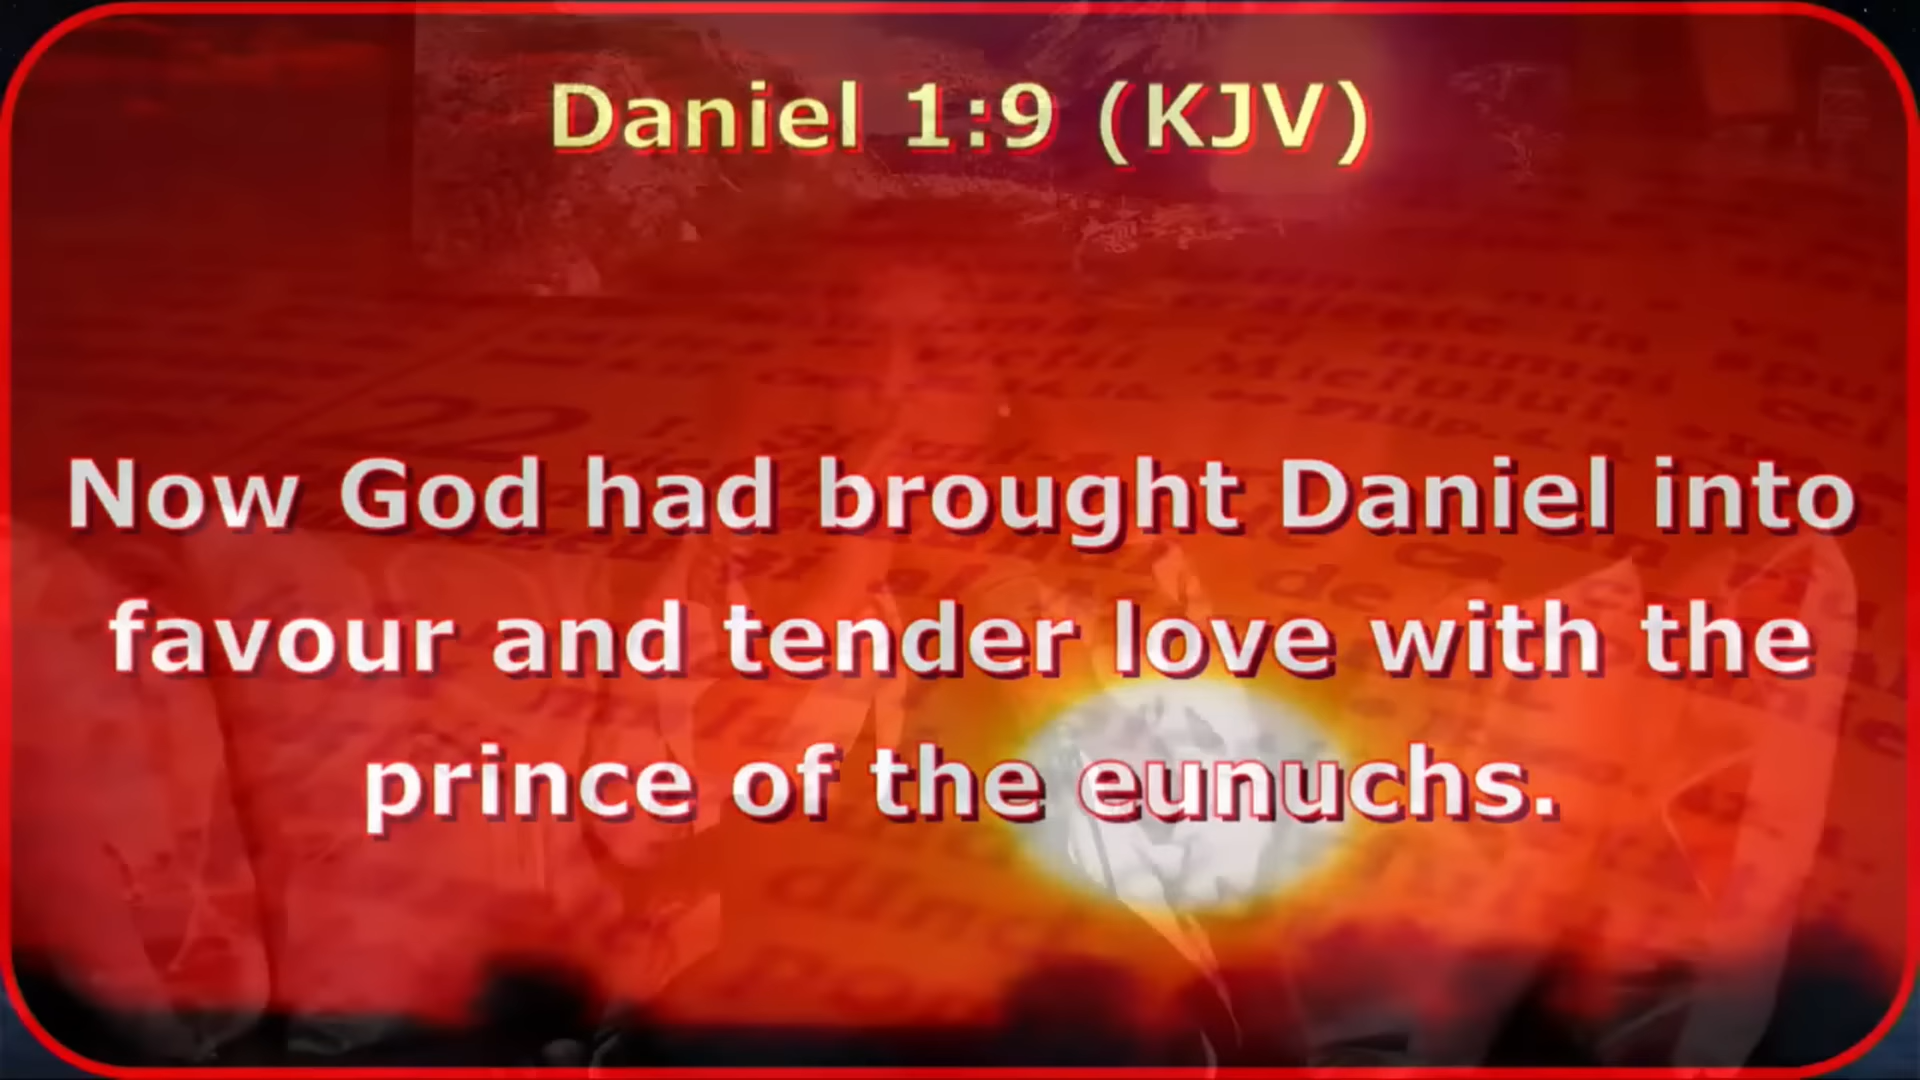 Daniel 1:9 (KJV)
Now God had brought Daniel into
favour and tender love with the
prince of the eunuchs.